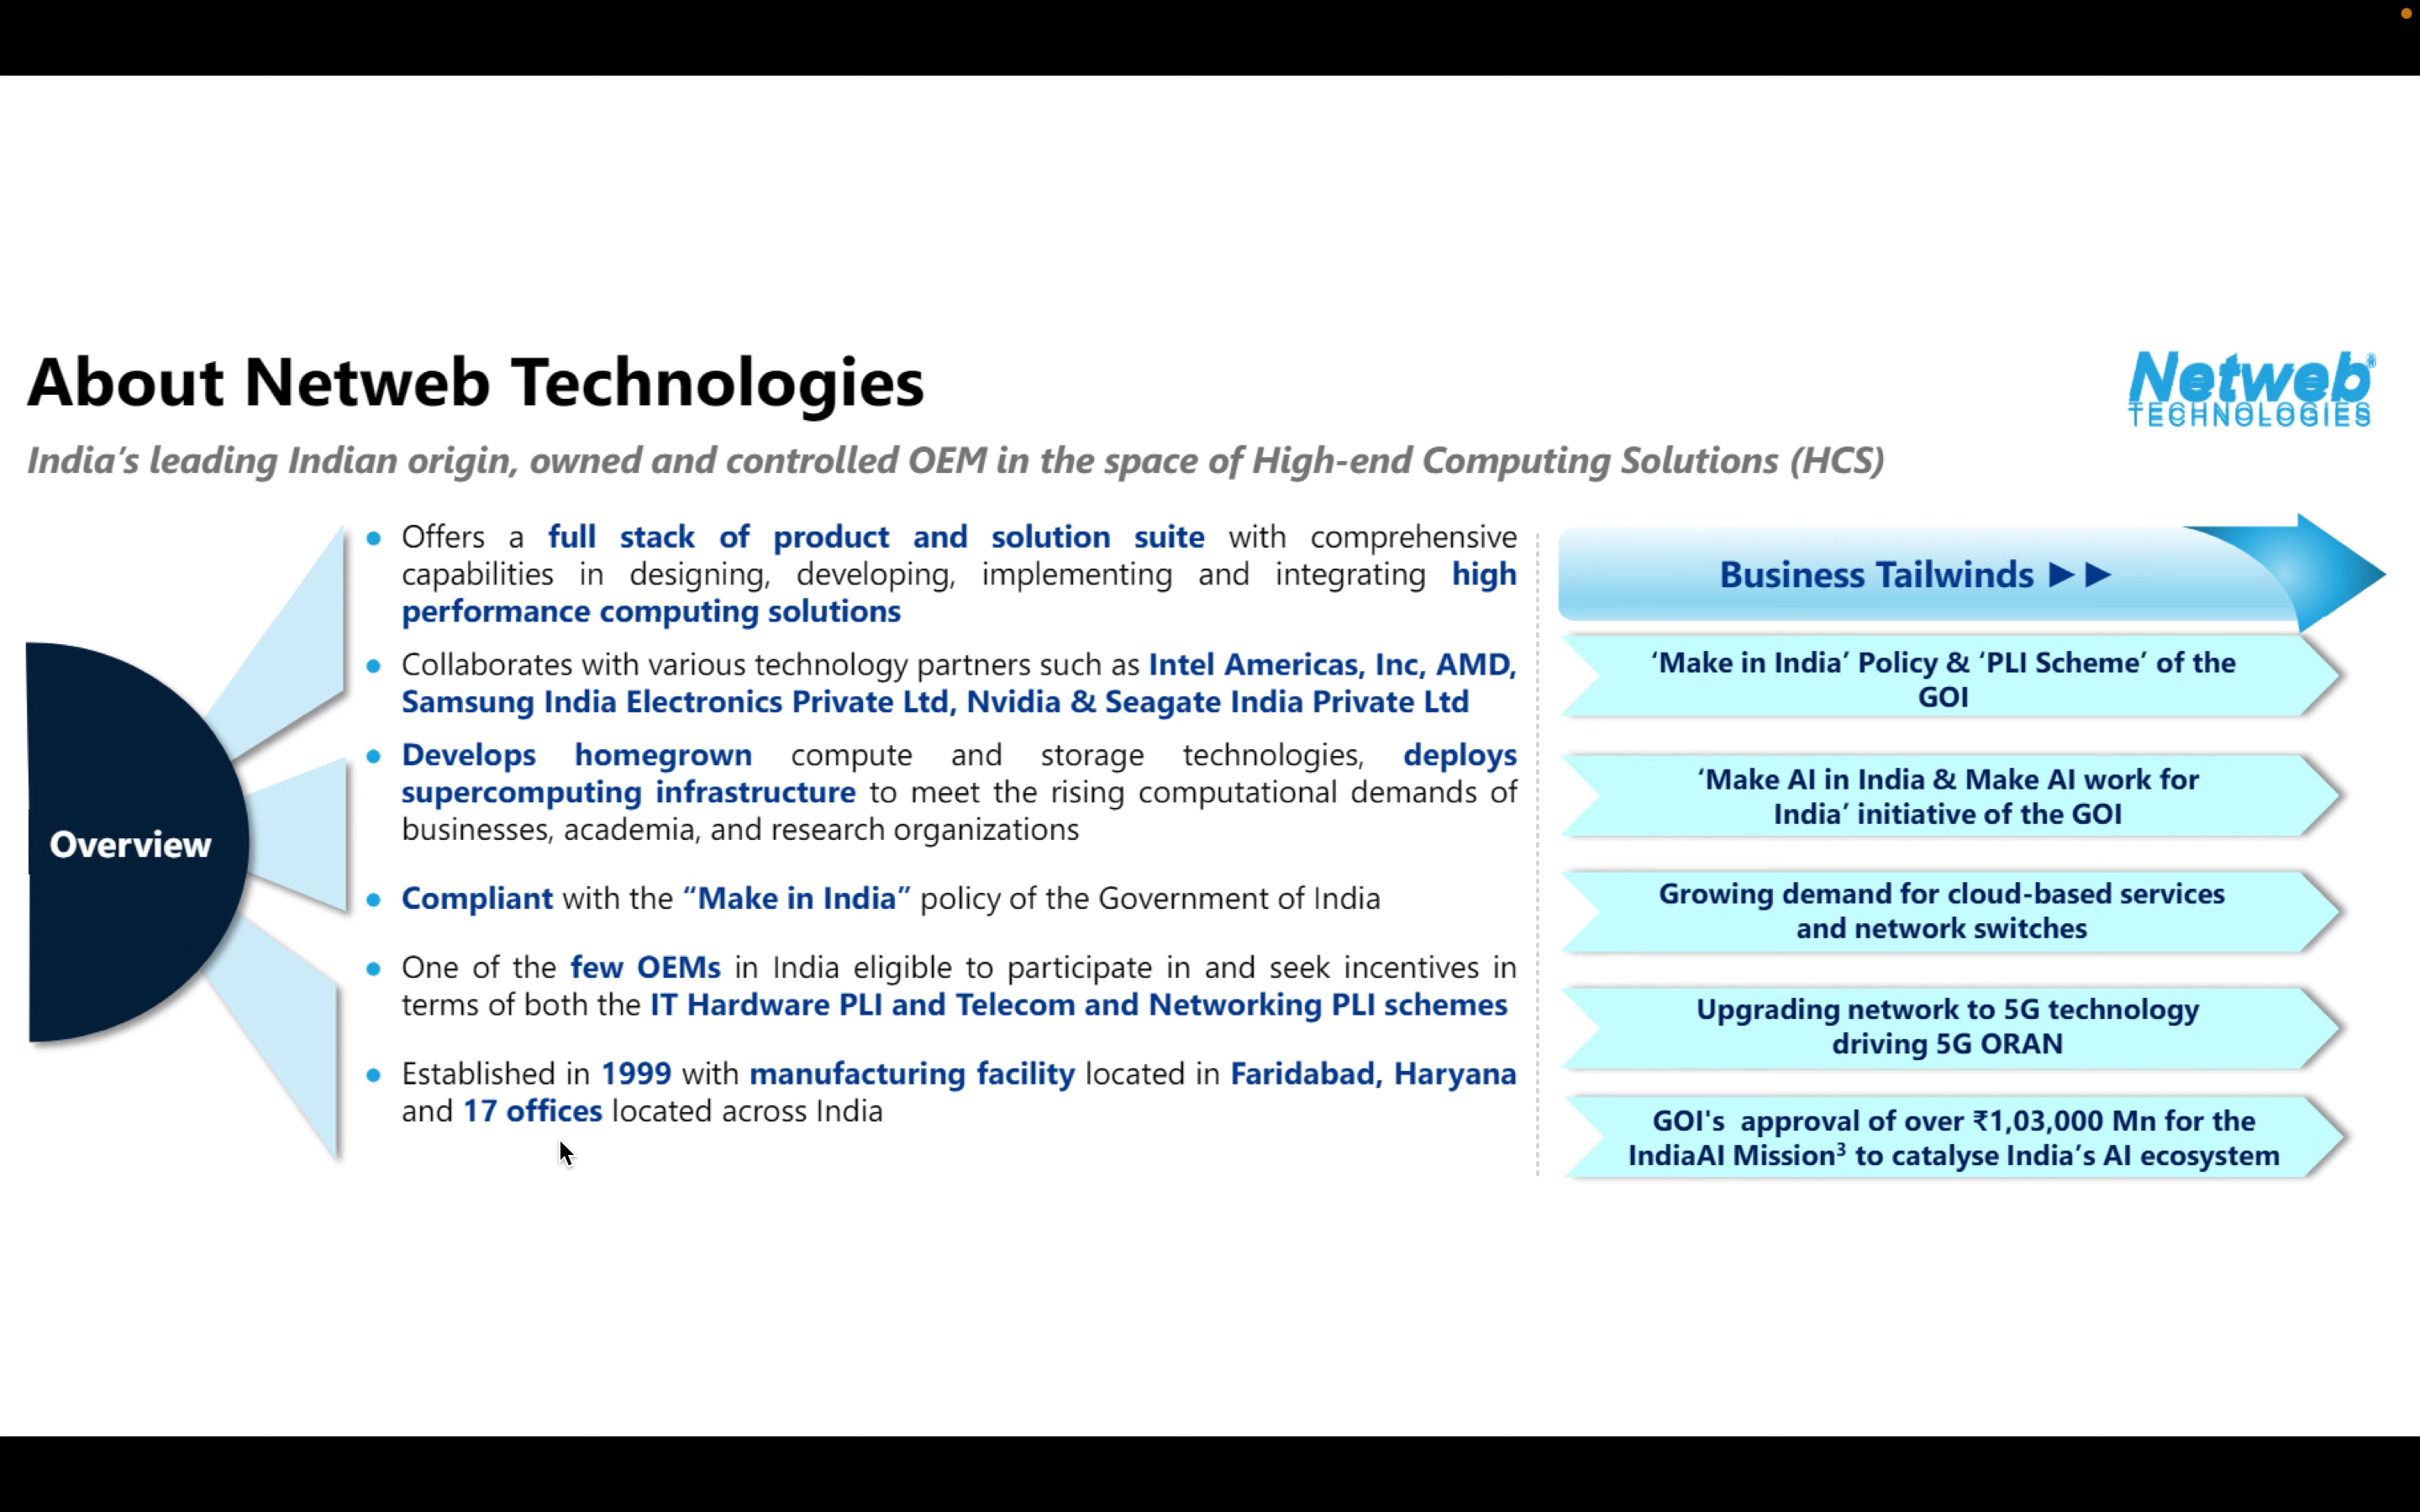 About Netweb Technologies
Netweb®
TECHNOLOGIES
India’s leading Indian origin, owned and controlled OEM in the space of High-end Computing Solutions (HCS)
Overview
• Offers a full stack of product and solution suite with comprehensive
capabilities in designing, developing, implementing and integrating high
performance computing solutions
• Collaborates with various technology partners such as Intel Americas, Inc, AMD,
Samsung India Electronics Private Ltd, Nvidia & Seagate India Private Ltd
• Develops homegrown compute and storage technologies, deploys
supercomputing infrastructure to meet the rising computational demands of
businesses, academia, and research organizations
• Compliant with the “Make in India” policy of the Government of India
• One of the few OEMs in India eligible to participate in and seek incentives in
terms of both the IT Hardware PLI and Telecom and Networking PLI schemes
• Established in 1999 with manufacturing facility located in Faridabad, Haryana
and 17 offices located across India
Business Tailwinds ►►
‘Make in India’ Policy & ‘PLI Scheme’ of the
GOI
‘Make AI in India & Make AI work for
India’ initiative of the GOI
Growing demand for cloud-based services
and network switches
Upgrading network to 5G technology
driving 5G ORAN
GOI's approval of over ₹1,03,000 Mn for the
IndiaAI Mission³ to catalyse India’s AI ecosystem